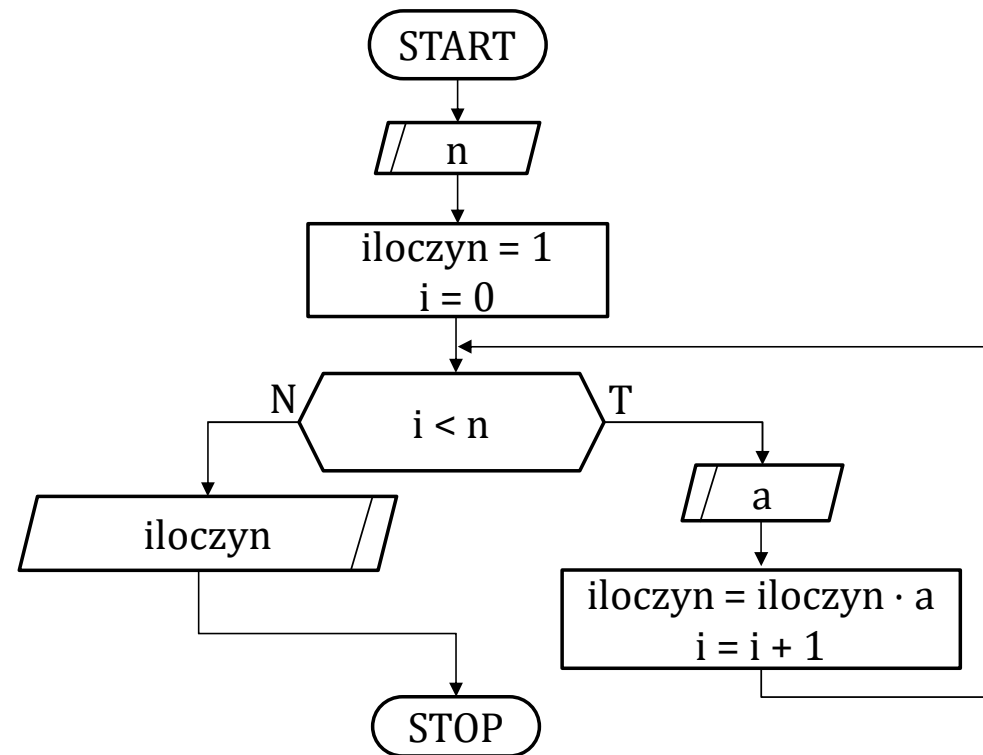 START
n
iloczyn = 1
i = 0
N
i < n
T
a
iloczyn
iloczyn = iloczyn · a
i = i + 1
STOP